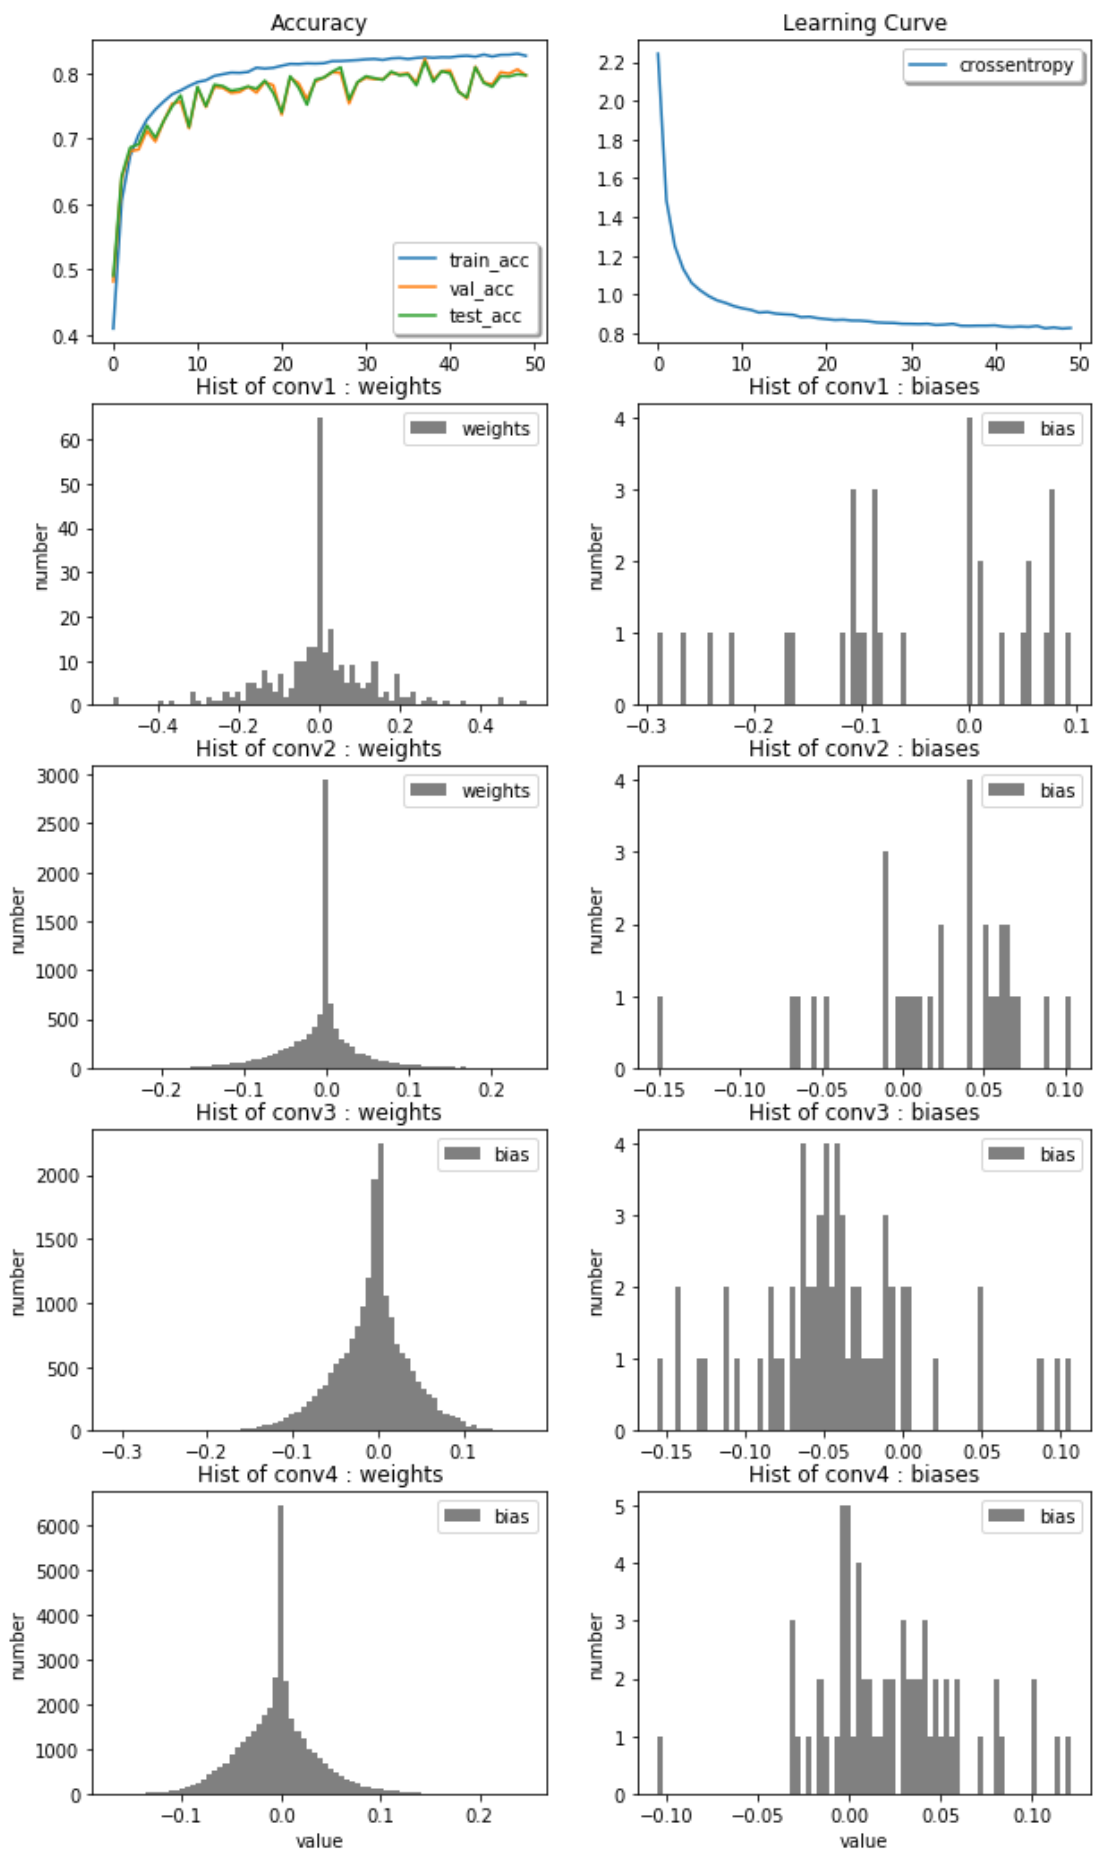 Accuracy
0.8
0.7
0.6
0.5
0.4
train_acc
val_acc
test_acc
0 10 20 30 40 50
Learning Curve
2.2
2.0
1.8
1.6
1.4
1.2
1.0
0.8
crossentropy
0 10 20 30 40 50
Hist of conv1 : weights
number
60
50
40
30
20
10
0
weights
−0.4 −0.2 0.0 0.2 0.4
Hist of conv1 : biases
number
4
3
2
1
0
bias
−0.3 −0.2 −0.1 0.0 0.1
Hist of conv2 : weights
number
3000
2500
2000
1500
1000
500
0
weights
−0.2 −0.1 0.0 0.1 0.2
Hist of conv2 : biases
number
4
3
2
1
0
bias
−0.15 −0.10 −0.05 0.00 0.05 0.10
Hist of conv3 : weights
number
2000
1500
1000
500
0
bias
−0.3 −0.2 −0.1 0.0 0.1
Hist of conv3 : biases
number
4
3
2
1
0
bias
−0.15 −0.10 −0.05 0.00 0.05 0.10
Hist of conv4 : weights
number
6000
5000
4000
3000
2000
1000
0
bias
−0.1 0.0 0.1 0.2
value
Hist of conv4 : biases
number
5
4
3
2
1
0
bias
−0.10 −0.05 0.00 0.05 0.10
value